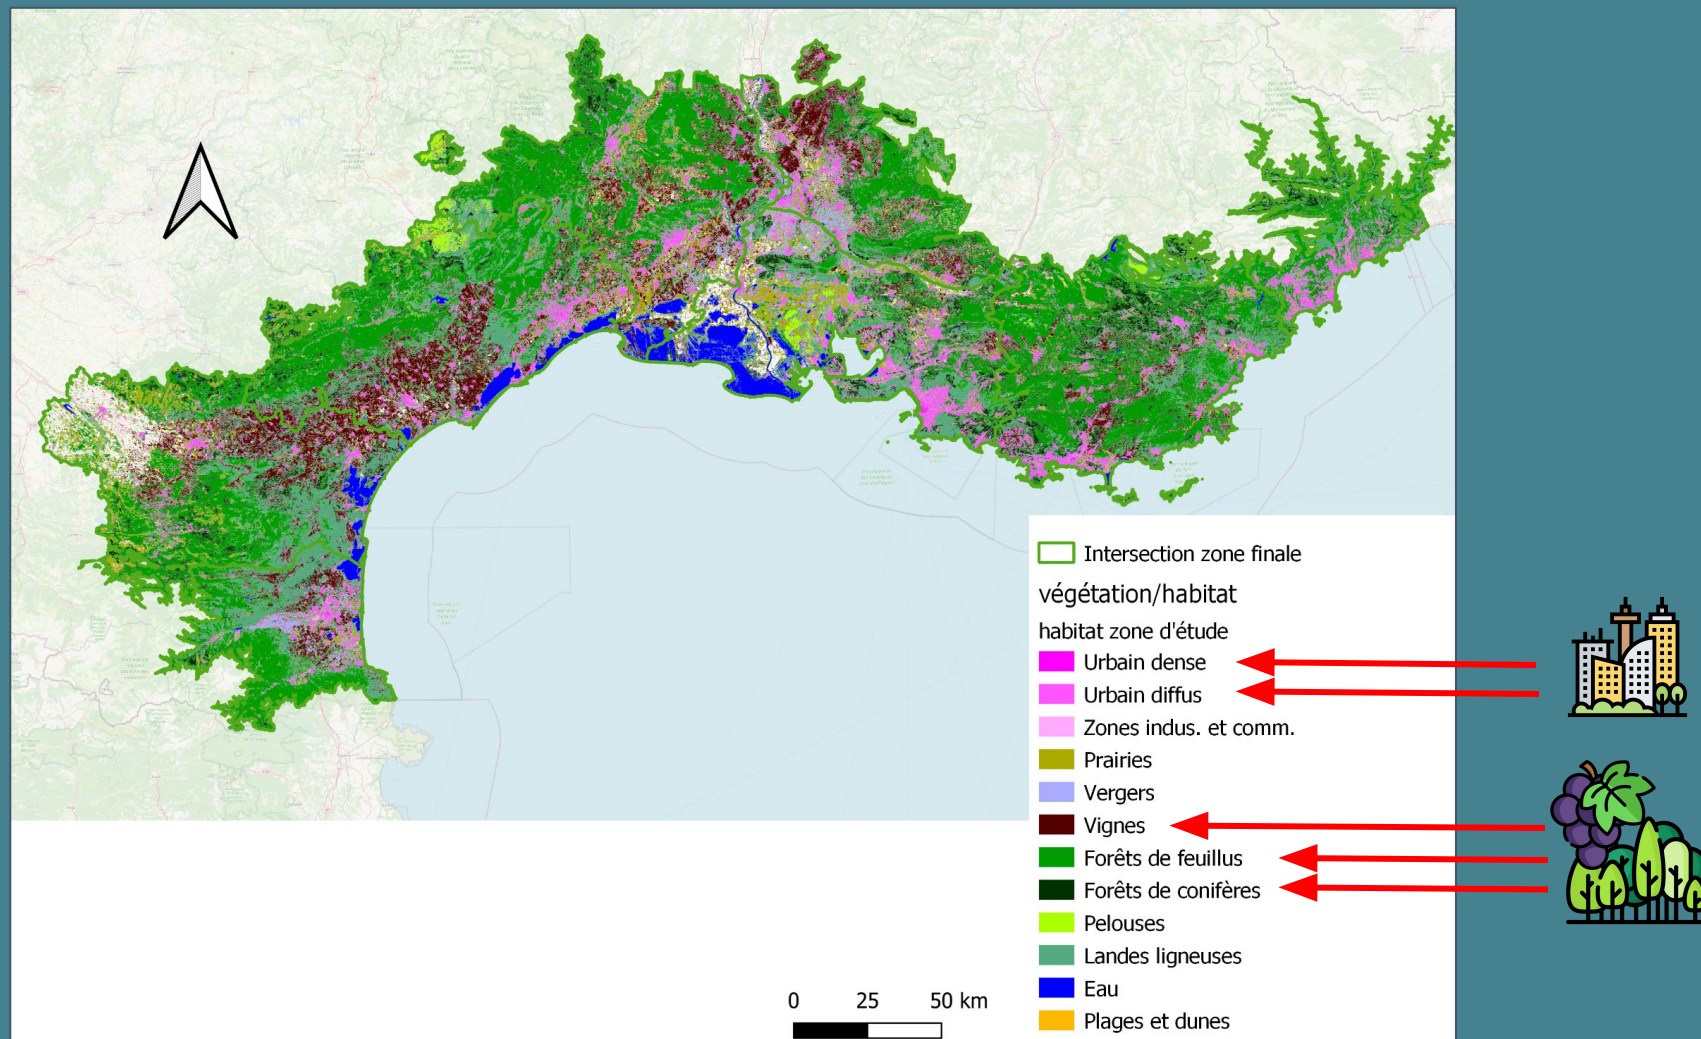 Intersection zone finale
végétation/habitat
habitat zone d'étude
Urbain dense
Urbain diffus
Zones indus. et comm.
Prairies
Vergers
Vignes
Forêts de feuillus
Forêts de conifères
Pelouses
Landes ligneuses
Eau
Plages et dunes
0 25 50 km